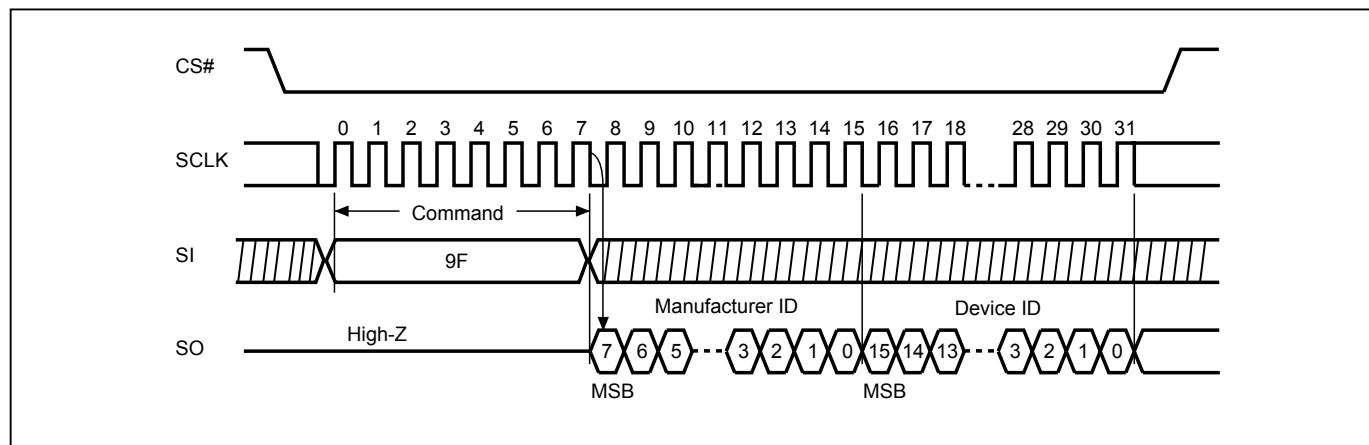 CS#
0 1 2 3 4 5 6 7 8 9 10 11 12 13 14 15 16 17 18 28 29 30 31
SCLK
Command
SI
9F
Manufacturer ID
Device ID
High-Z
SO
7 6 5 3 2 1 0 15 14 13 3 2 1 0
MSB
MSB